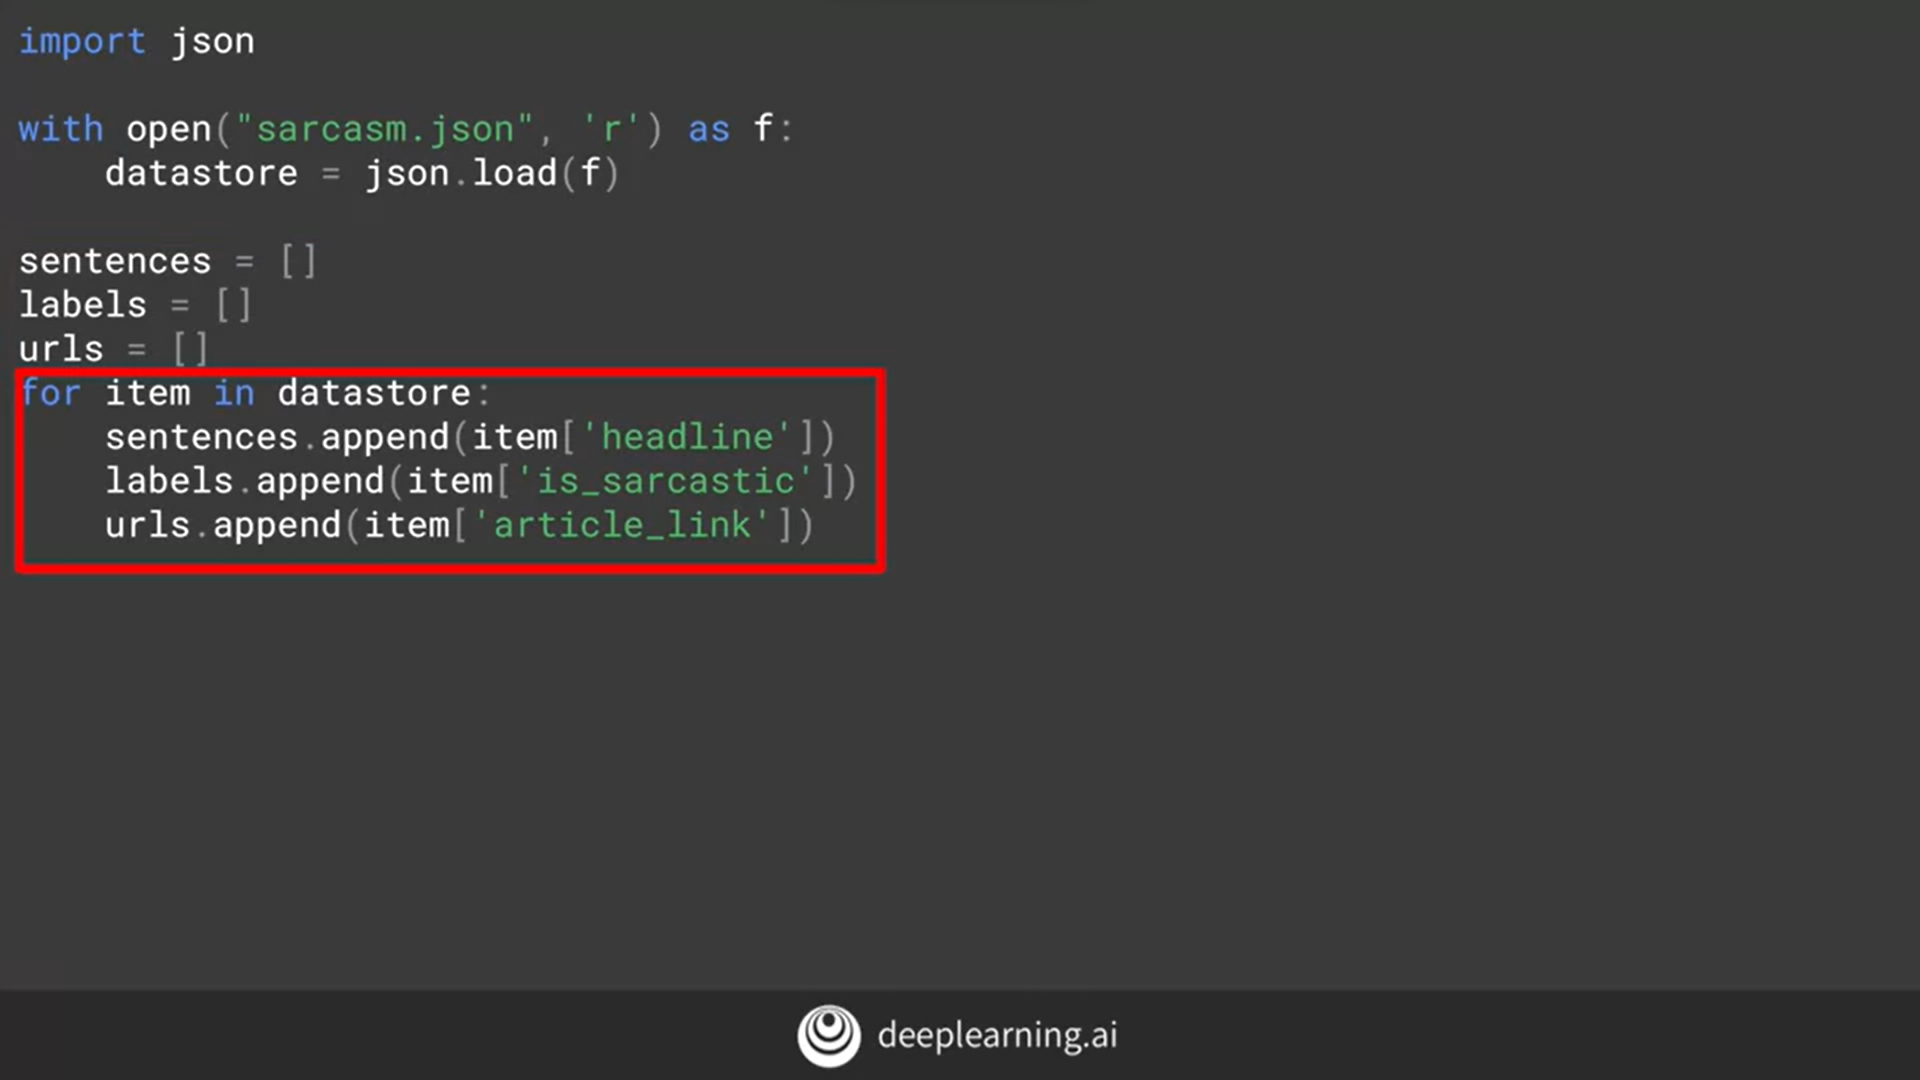 import json
with open("sarcasm.json", 'r') as f:
    datastore = json.load(f)
sentences = []
labels = []
urls = []
for item in datastore:
    sentences.append(item['headline'])
    labels.append(item['is_sarcastic'])
    urls.append(item['article_link'])
deeplearning.ai